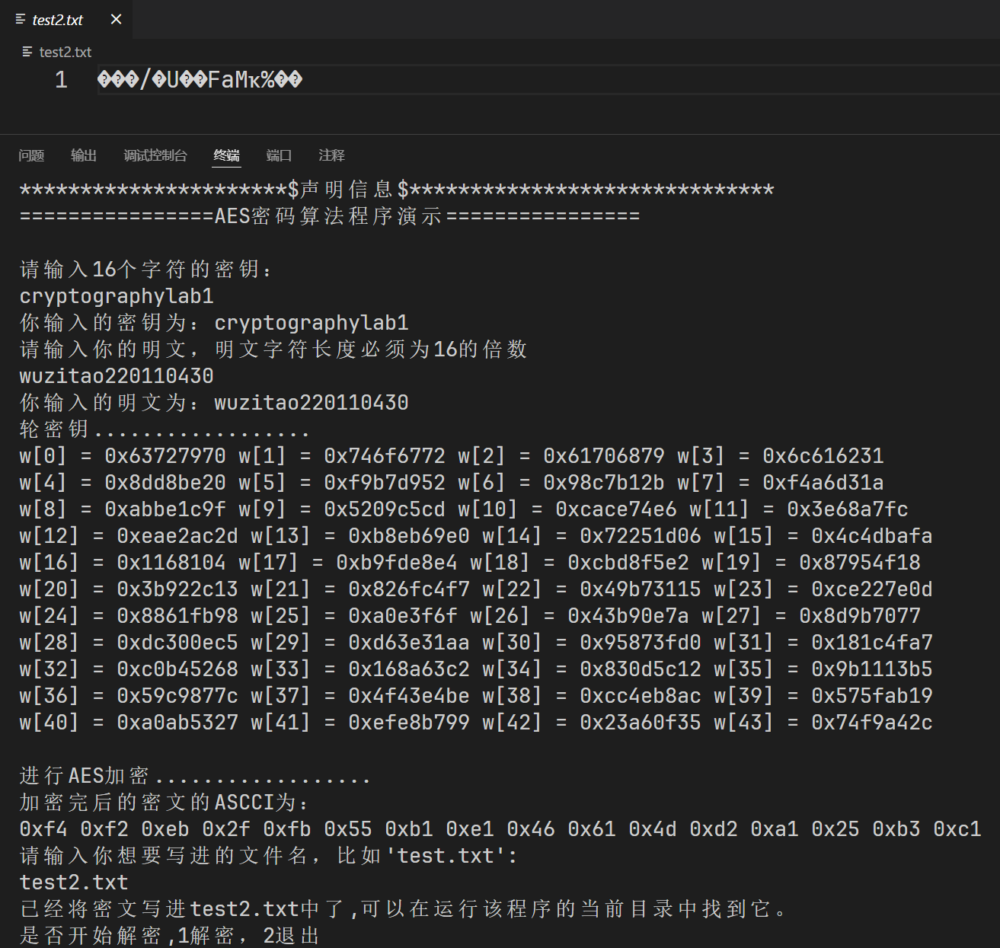 test2.txt
test2.txt
1 ���/�U��FaMҡ%��
问题 输出 调试控制台 终端 端口 注释
**********************$声明信息$******************************
================AES密码算法程序演示================
请输入16个字符的密钥：
cryptographylab1
你输入的密钥为：cryptographylab1
请输入你的明文，明文字符长度必须为16的倍数
wuzitao220110430
你输入的明文为：wuzitao220110430
轮密钥..................
w[0] = 0x63727970 w[1] = 0x746f6772 w[2] = 0x61706879 w[3] = 0x6c616231
w[4] = 0x8dd8be20 w[5] = 0xf9b7d952 w[6] = 0x98c7b12b w[7] = 0xf4a6d31a
w[8] = 0xabbe1c9f w[9] = 0x5209c5cd w[10] = 0xcace74e6 w[11] = 0x3e68a7fc
w[12] = 0xeae2ac2d w[13] = 0xb8eb69e0 w[14] = 0x72251d06 w[15] = 0x4c4dbafa
w[16] = 0x1168104 w[17] = 0xb9fde8e4 w[18] = 0xcbd8f5e2 w[19] = 0x87954f18
w[20] = 0x3b922c13 w[21] = 0x826fc4f7 w[22] = 0x49b73115 w[23] = 0xce227e0d
w[24] = 0x8861fb98 w[25] = 0xa0e3f6f w[26] = 0x43b90e7a w[27] = 0x8d9b7077
w[28] = 0xdc300ec5 w[29] = 0xd63e31aa w[30] = 0x95873fd0 w[31] = 0x181c4fa7
w[32] = 0xc0b45268 w[33] = 0x168a63c2 w[34] = 0x830d5c12 w[35] = 0x9b1113b5
w[36] = 0x59c9877c w[37] = 0x4f43e4be w[38] = 0xcc4eb8ac w[39] = 0x575fab19
w[40] = 0xa0ab5327 w[41] = 0xefe8b799 w[42] = 0x23a60f35 w[43] = 0x74f9a42c
进行AES加密..................
加密完后的密文的ASCCI为：
0xf4 0xf2 0xeb 0x2f 0xfb 0x55 0xb1 0xe1 0x46 0x61 0x4d 0xd2 0xa1 0x25 0xb3 0xc1
请输入你想要写进的文件名，比如'test.txt':
test2.txt
已经将密文写进test2.txt中了,可以在运行该程序的当前目录中找到它。
是否开始解密,1解密，2退出